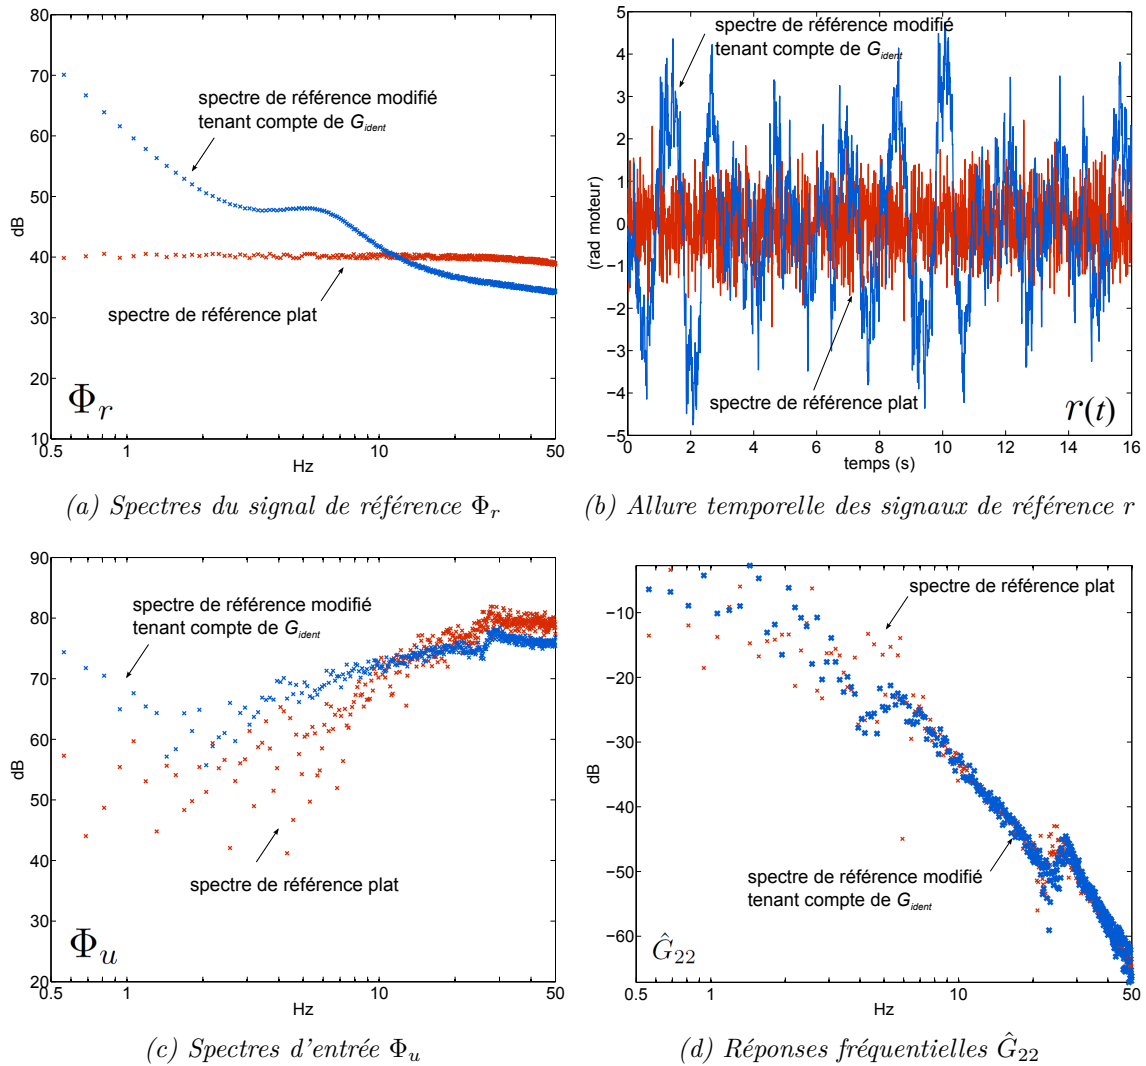 80
70
60
50
40
30
20
10
dB
0.5
1
10
50
Hz
spectre de référence modifié
tenant compte de G_ident
spectre de référence plat
Φ_r
(a) Spectres du signal de référence Φ_r
5
4
3
2
1
0
−1
−2
−3
−4
−5
(rad moteur)
0
2
4
6
8
10
12
14
16
temps (s)
spectre de référence modifié
tenant compte de G_ident
spectre de référence plat
r(t)
(b) Allure temporelle des signaux de référence r
90
80
70
60
50
40
30
20
dB
0.5
1
10
50
Hz
spectre de référence modifié
tenant compte de G_ident
spectre de référence plat
Φ_u
(c) Spectres d'entrée Φ_u
−10
−20
−30
−40
−50
−60
dB
0.5
1
10
50
Hz
spectre de référence plat
spectre de référence modifié
tenant compte de G_ident
Ĝ_22
(d) Réponses fréquentielles Ĝ_22